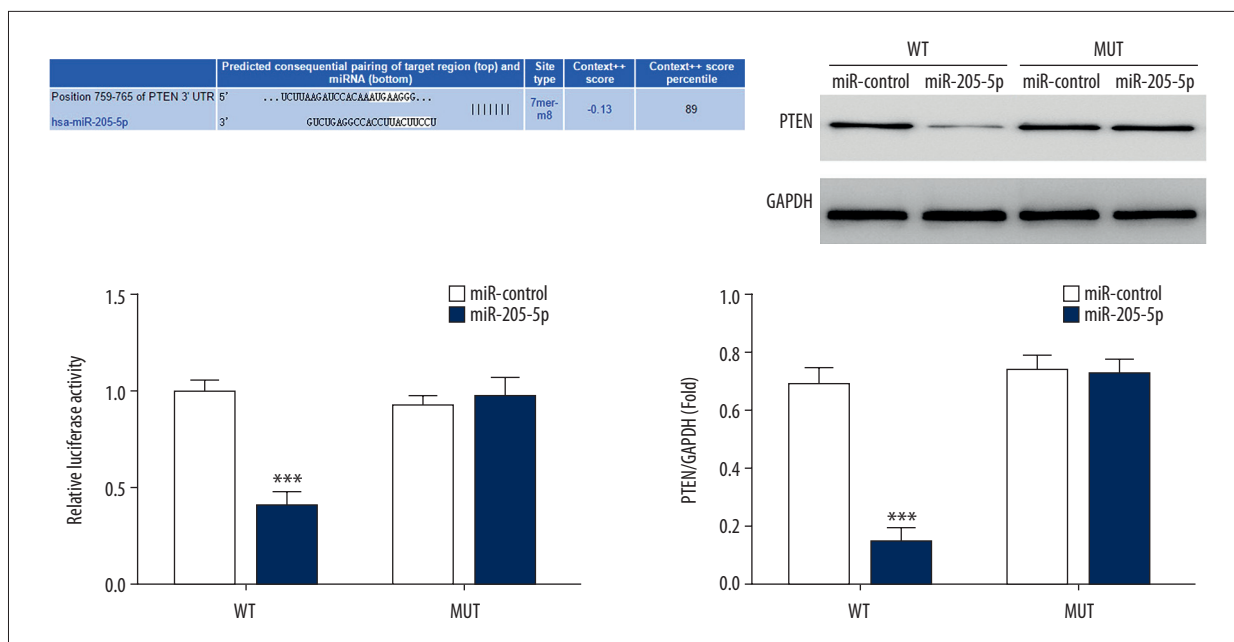 Predicted consequential pairing of target region (top) and miRNA (bottom)
Site type
Context++ score
Context++ score percentile
Position 759-765 of PTEN 3' UTR 5' ...UCUUAAGAUCCACAAAUGAAGGG...
7mer-m8
-0.13
89
hsa-miR-205-5p 3' GUCUGAGGCCACCUUACUUCCU
WT MUT
miR-control miR-205-5p miR-control miR-205-5p
PTEN
GAPDH
miR-control
miR-205-5p
Relative luciferase activity
1.5
1.0
0.5
0.0
***
WT MUT
miR-control
miR-205-5p
PTEN/GAPDH (Fold)
1.0
0.8
0.6
0.4
0.2
0.0
***
WT MUT